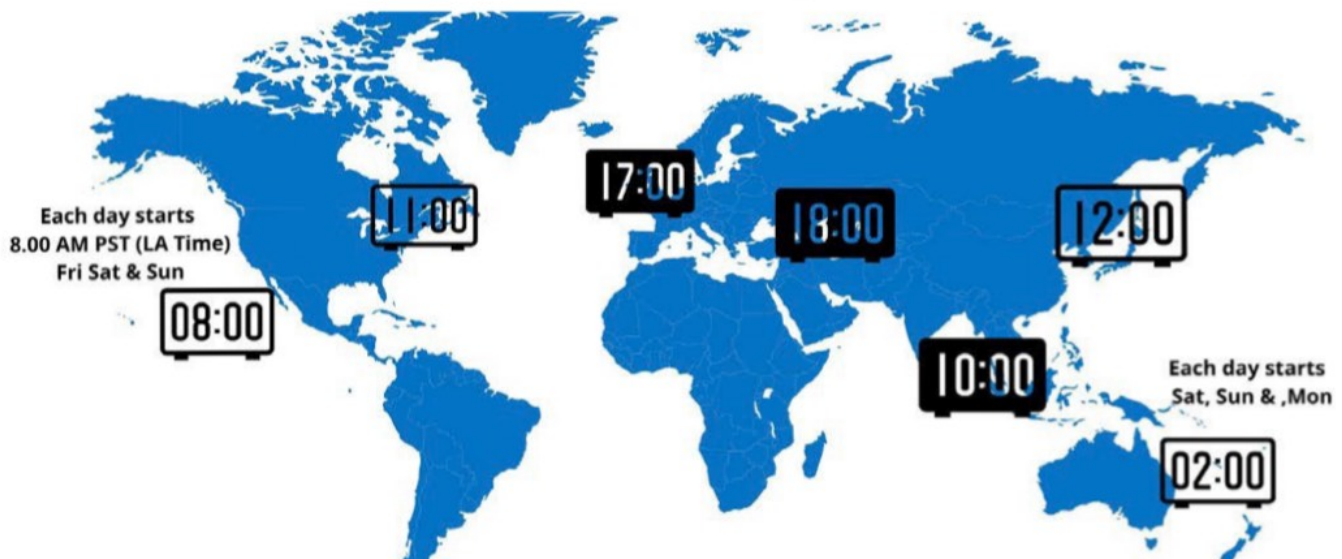 Each day starts
8.00 AM PST (LA Time)
Fri Sat & Sun
08:00
11:00
17:00
18:00
12:00
10:00
Each day starts
Sat, Sun & ,Mon
02:00